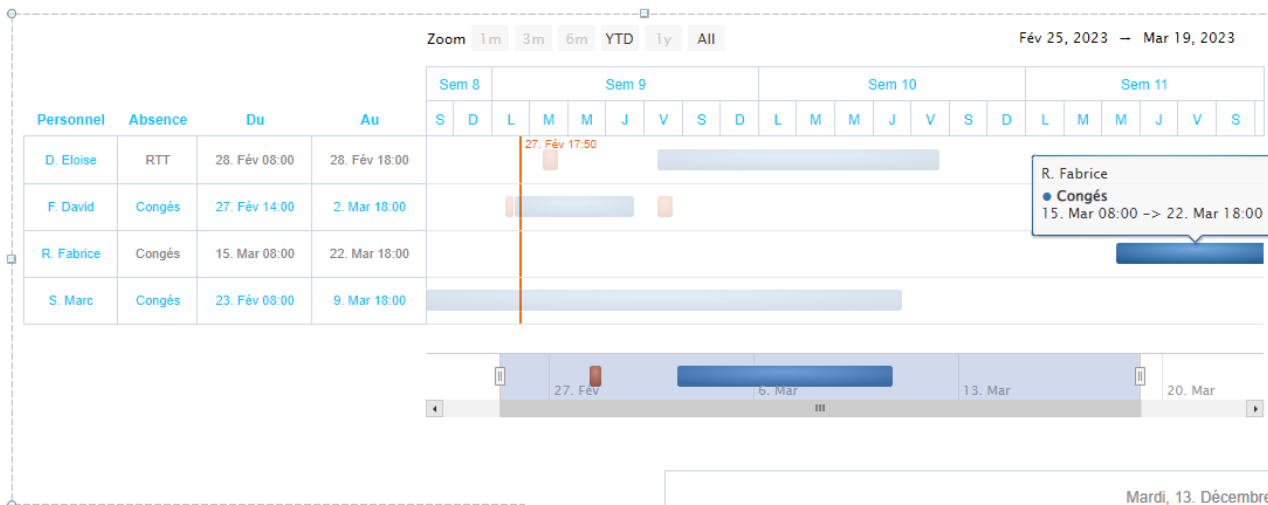 Zoom 1m 3m 6m YTD 1y All Fév 25, 2023 → Mar 19, 2023
Sem 8 Sem 9 Sem 10 Sem 11
Personnel Absence Du Au S D L M M J V S D L M M J V S D L M M J V S
27. Fév 17:50
D. Eloise RTT 28. Fév 08:00 28. Fév 18:00
R. Fabrice
● Congés
15. Mar 08:00 -> 22. Mar 18:00
F. David Congés 27. Fév 14:00 2. Mar 18:00
R. Fabrice Congés 15. Mar 08:00 22. Mar 18:00
S. Marc Congés 23. Fév 08:00 9. Mar 18:00
27. Fév 6. Mar 13. Mar 20. Mar
Mardi, 13. Décembre